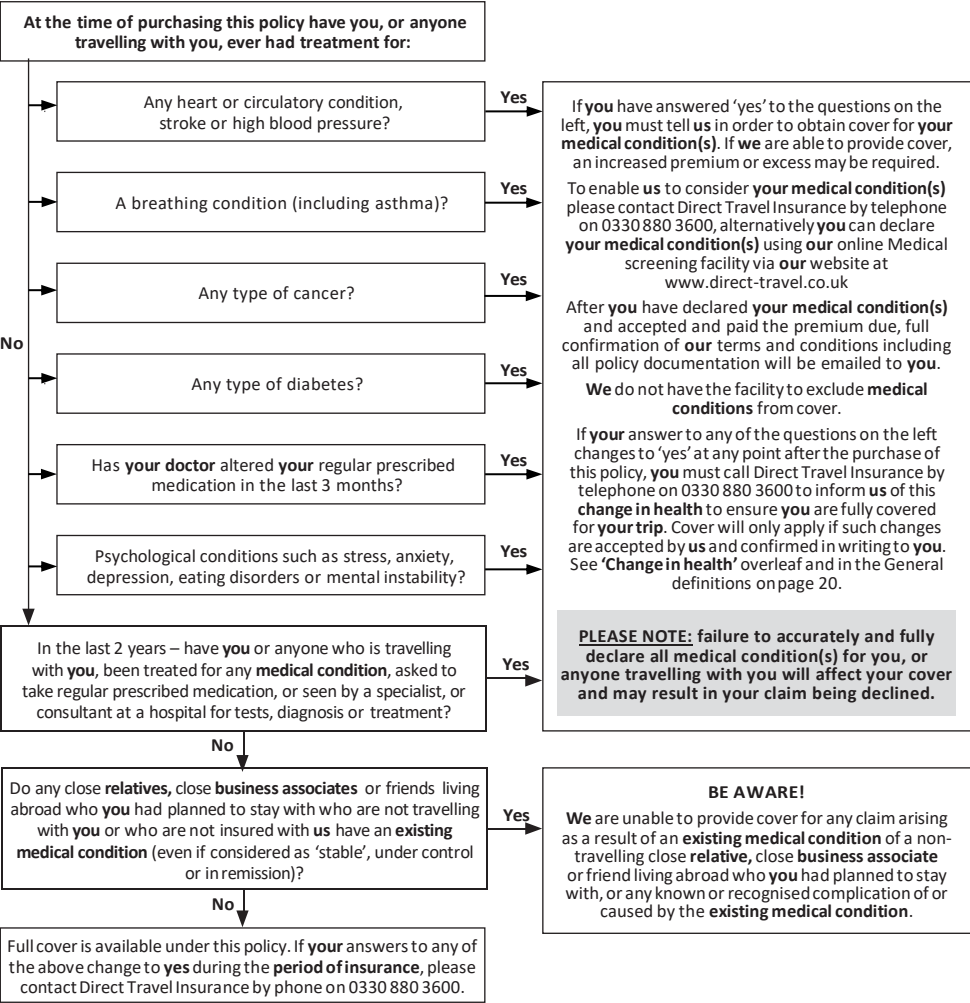 At the time of purchasing this policy have you, or anyone
travelling with you, ever had treatment for:
Any heart or circulatory condition,
stroke or high blood pressure?
Yes
A breathing condition (including asthma)?
Yes
Any type of cancer?
Yes
No
Any type of diabetes?
Yes
Has your doctor altered your regular prescribed
medication in the last 3 months?
Yes
Psychological conditions such as stress, anxiety,
depression, eating disorders or mental instability?
Yes
If you have answered ‘yes’ to the questions on the
left, you must tell us in order to obtain cover for your
medical condition(s). If we are able to provide cover,
an increased premium or excess may be required.
To enable us to consider your medical condition(s)
please contact Direct Travel Insurance by telephone
on 0330 880 3600, alternatively you can declare
your medical condition(s) using our online Medical
screening facility via our website at
www.direct-travel.co.uk
After you have declared your medical condition(s)
and accepted and paid the premium due, full
confirmation of our terms and conditions including
all policy documentation will be emailed to you.
We do not have the facility to exclude medical
conditions from cover.
If your answer to any of the questions on the left
changes to ‘yes’ at any point after the purchase of
this policy, you must call Direct Travel Insurance by
telephone on 0330 880 3600 to inform us of this
change in health to ensure you are fully covered
for your trip. Cover will only apply if such changes
are accepted by us and confirmed in writing to you.
See ‘Change in health’ overleaf and in the General
definitions on page 20.
PLEASE NOTE: failure to accurately and fully
declare all medical condition(s) for you, or
anyone travelling with you will affect your cover
and may result in your claim being declined.
In the last 2 years – have you or anyone who is travelling
with you, been treated for any medical condition, asked to
take regular prescribed medication, or seen by a specialist, or
consultant at a hospital for tests, diagnosis or treatment?
Yes
No
Do any close relatives, close business associates or friends living
abroad who you had planned to stay with who are not travelling
with you or who are not insured with us have an existing
medical condition (even if considered as ‘stable’, under control
or in remission)?
Yes
BE AWARE!
We are unable to provide cover for any claim arising
as a result of an existing medical condition of a non-
travelling close relative, close business associate
or friend living abroad who you had planned to stay
with, or any known or recognised complication of or
caused by the existing medical condition.
No
Full cover is available under this policy. If your answers to any of
the above change to yes during the period of insurance, please
contact Direct Travel Insurance by phone on 0330 880 3600.